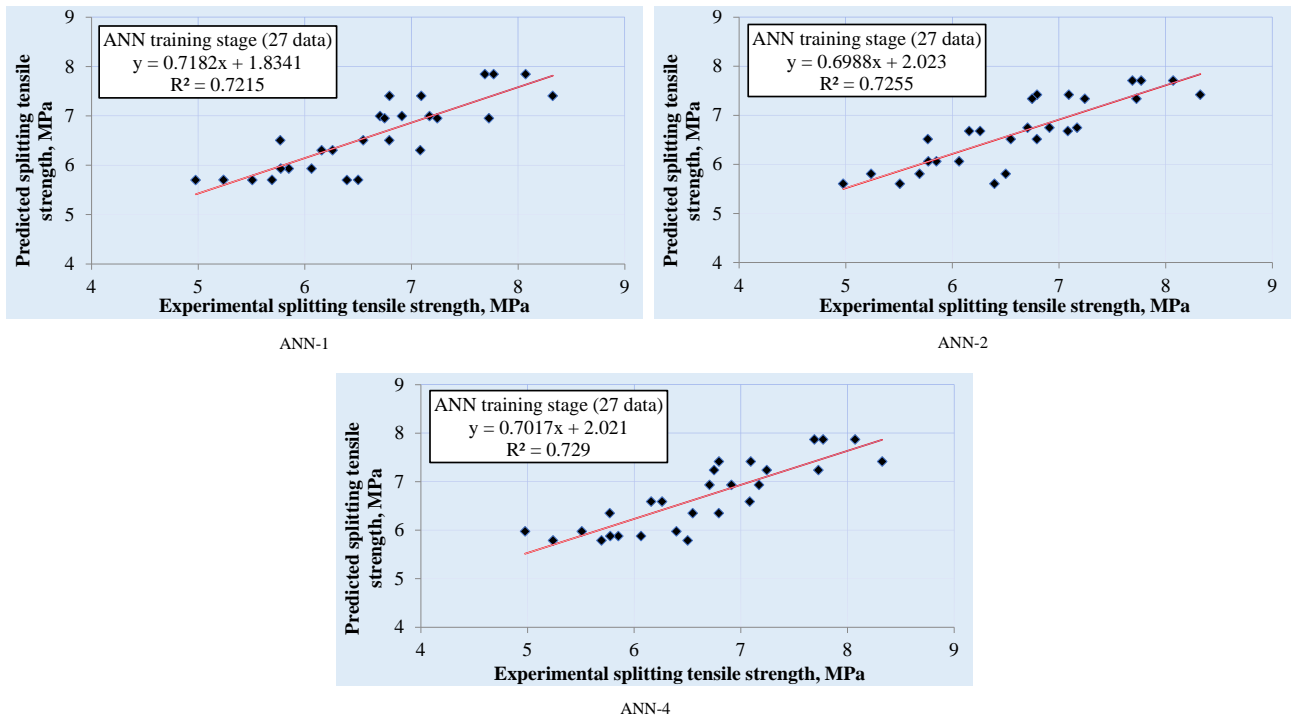 Predicted splitting tensile
strength, MPa
9
8
7
6
5
4
ANN training stage (27 data)
y = 0.7182x + 1.8341
R² = 0.7215
4 5 6 7 8 9
Experimental splitting tensile strength, MPa
ANN-1
Predicted splitting tensile
strength, MPa
9
8
7
6
5
4
ANN training stage (27 data)
y = 0.6988x + 2.023
R² = 0.7255
4 5 6 7 8 9
Experimental splitting tensile strength, MPa
ANN-2
Predicted splitting tensile
strength, MPa
9
8
7
6
5
4
ANN training stage (27 data)
y = 0.7017x + 2.021
R² = 0.729
4 5 6 7 8 9
Experimental splitting tensile strength, MPa
ANN-4